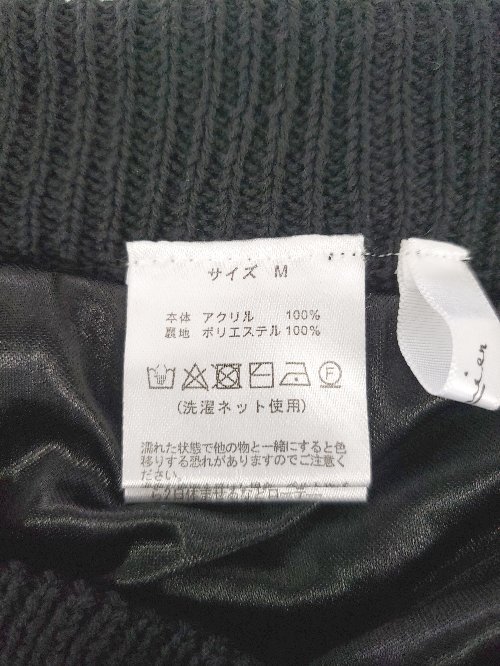 サイズ M
本体 アクリル 100%
裏地 ポリエステル 100%
F
(洗濯ネット使用)
濡れた状態で他の物と一緒にすると色
移りする恐れがありますのでご注意く
ださい。